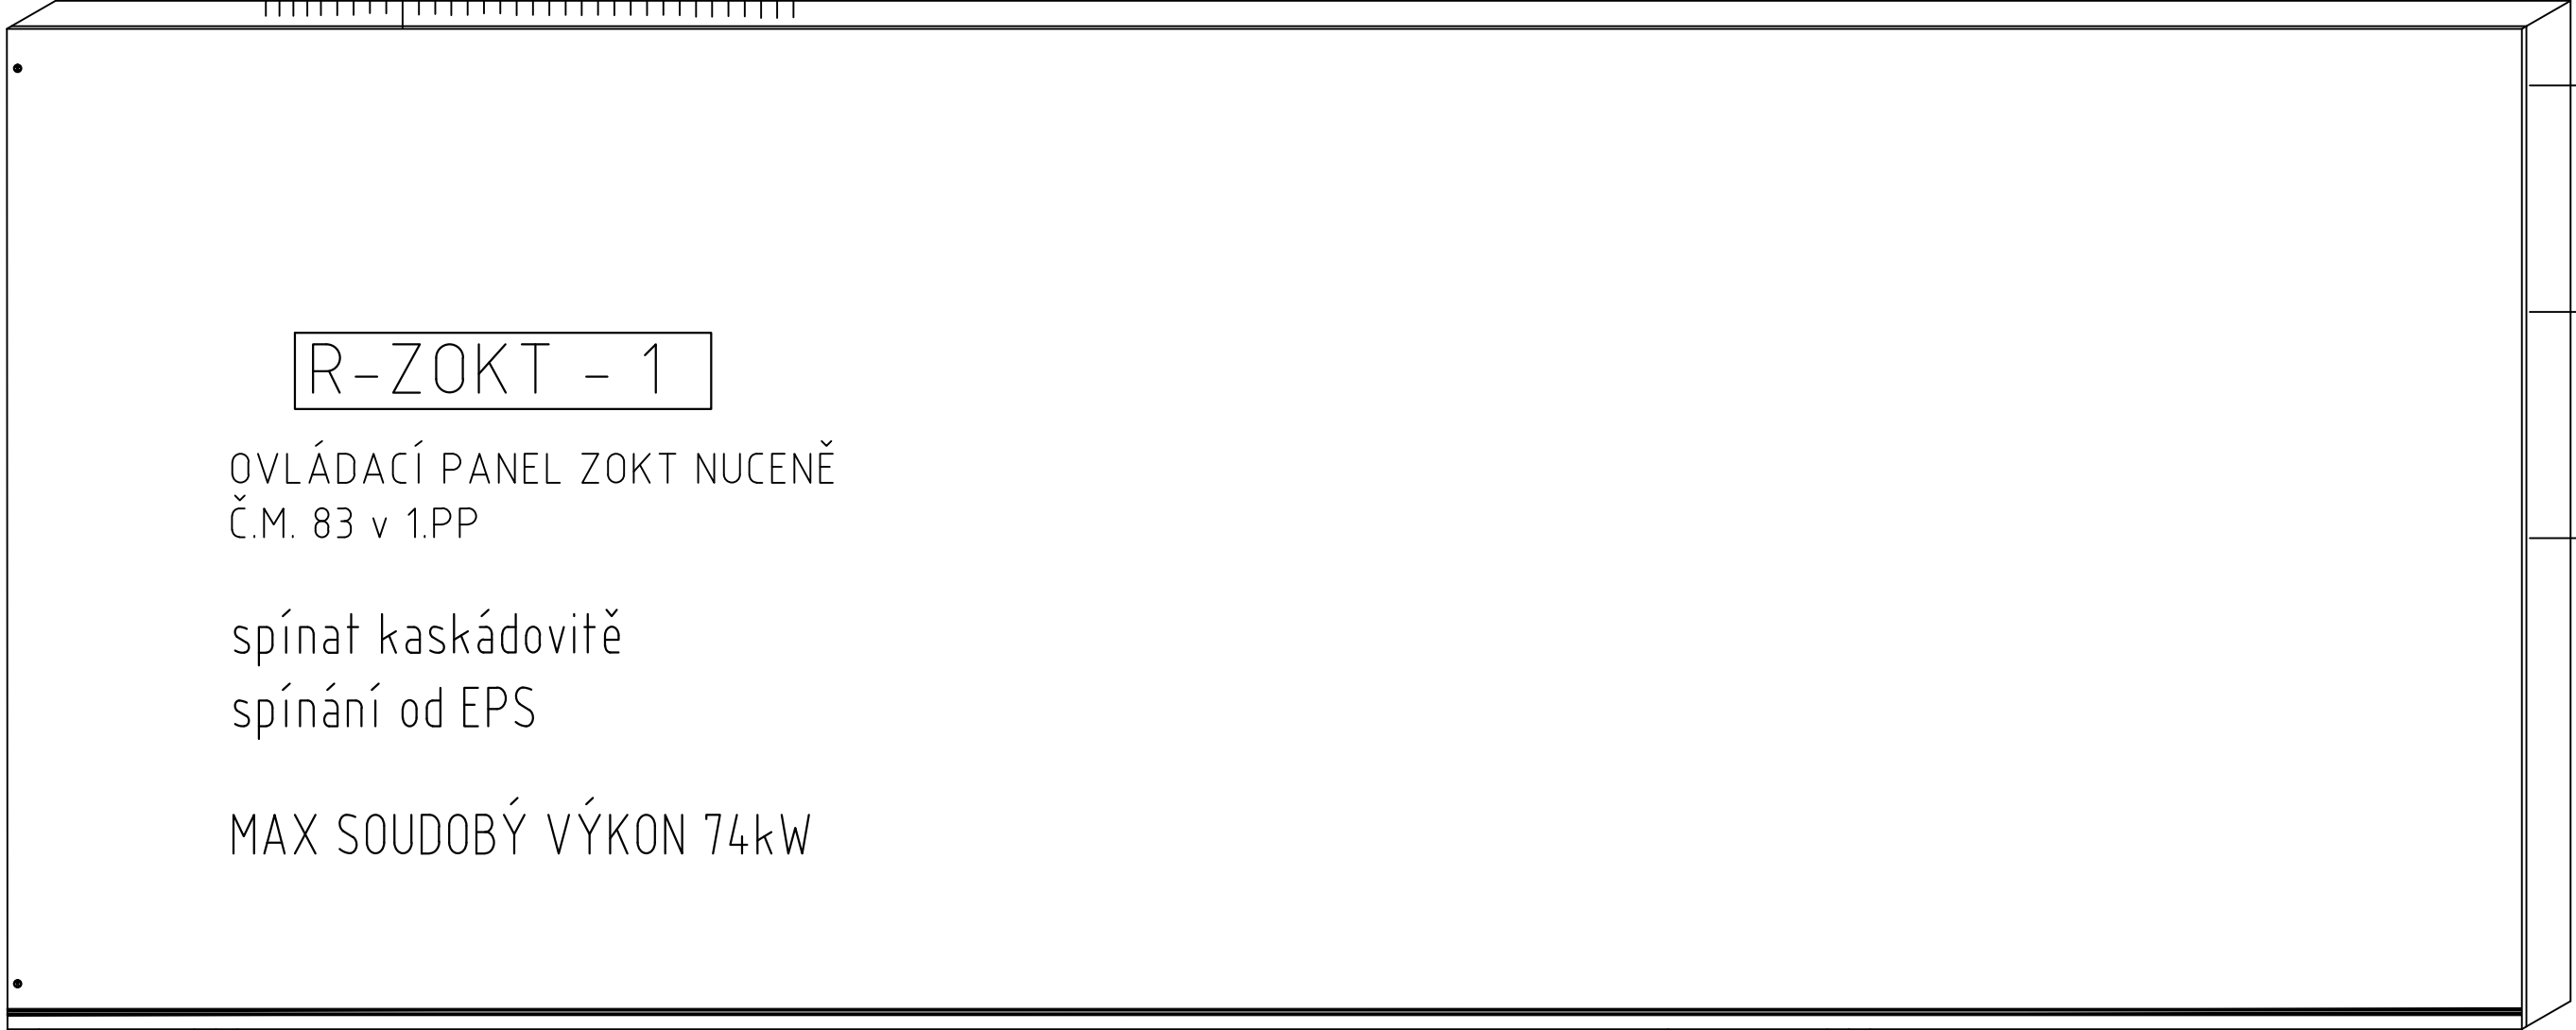 R-ZOKT - 1
OVLÁDACÍ PANEL ZOKT NUCENĚ
Č.M. 83 v 1.PP
spínat kaskádovitě
spínání od EPS
MAX SOUDOBÝ VÝKON 74kW